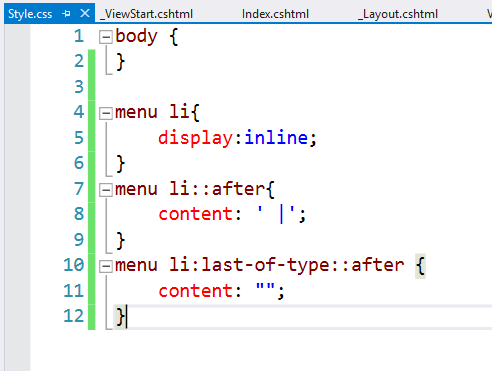 Style.css _ViewStart.cshtml Index.cshtml _Layout.cshtml
1 body {
2 }
3
4 menu li{
5 display:inline;
6 }
7 menu li::after{
8 content: ' |';
9 }
10 menu li:last-of-type::after {
11 content: "";
12 }